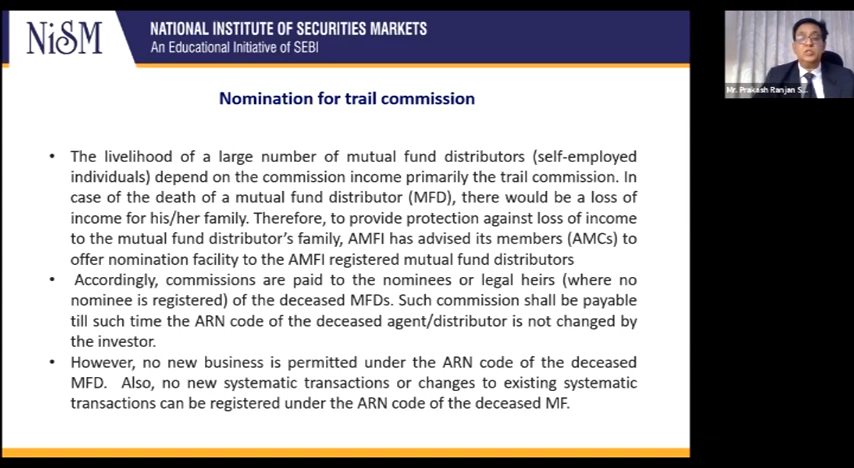 NiSM
NATIONAL INSTITUTE OF SECURITIES MARKETS
An Educational Initiative of SEBI
Nomination for trail commission
• The livelihood of a large number of mutual fund distributors (self-employed
individuals) depend on the commission income primarily the trail commission. In
case of the death of a mutual fund distributor (MFD), there would be a loss of
income for his/her family. Therefore, to provide protection against loss of income
to the mutual fund distributor's family, AMFI has advised its members (AMCs) to
offer nomination facility to the AMFI registered mutual fund distributors
• Accordingly, commissions are paid to the nominees or legal heirs (where no
nominee is registered) of the deceased MFDs. Such commission shall be payable
till such time the ARN code of the deceased agent/distributor is not changed by
the investor.
• However, no new business is permitted under the ARN code of the deceased
MFD. Also, no new systematic transactions or changes to existing systematic
transactions can be registered under the ARN code of the deceased MF.
Mr. Prakash Ranjan S...